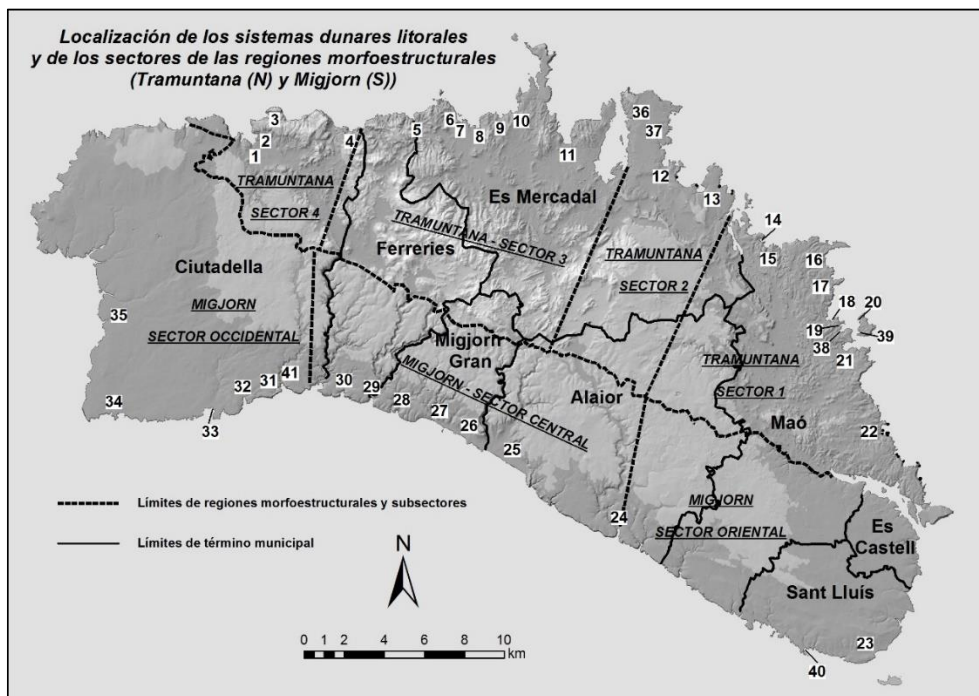 Localización de los sistemas dunares litorales
y de los sectores de las regiones morfoestructurales
(Tramuntana (N) y Migjorn (S))
36
37
3
2
1
4
5
6
7
8
9
10
11
12
13
14
15
16
17
18
20
19
38
39
21
22
TRAMUNTANA
SECTOR 4
Es Mercadal
TRAMUNTANA - SECTOR 3
Ferreries
TRAMUNTANA
SECTOR 2
Ciutadella
MIGJORN
SECTOR OCCIDENTAL
Migjorn
Gran
MIGJORN - SECTOR CENTRAL
Alaior
TRAMUNTANA
SECTOR 1
Maó
35
34
33
32
31
41
30
29
28
27
26
25
24
MIGJORN
SECTOR ORIENTAL
Es
Castell
Sant Lluís
23
40
Límites de regiones morfoestructurales y subsectores
Límites de término municipal
N
0 1 2 4 6 8 10
km